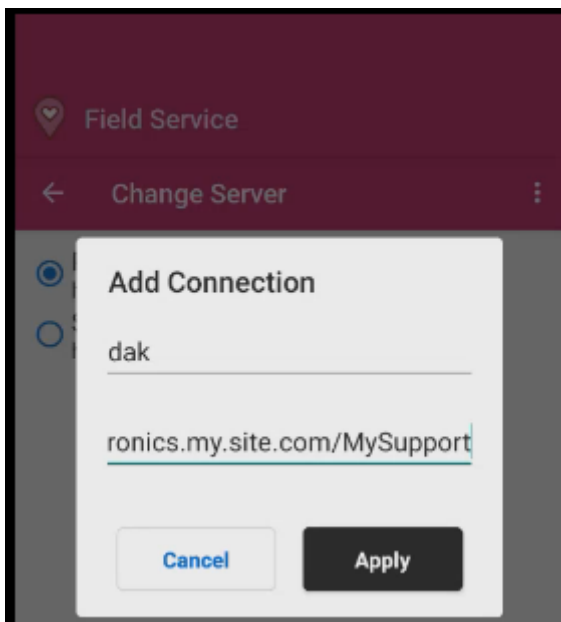 Field Service
Change Server
Add Connection
dak
ronics.my.site.com/MySupport
Cancel
Apply